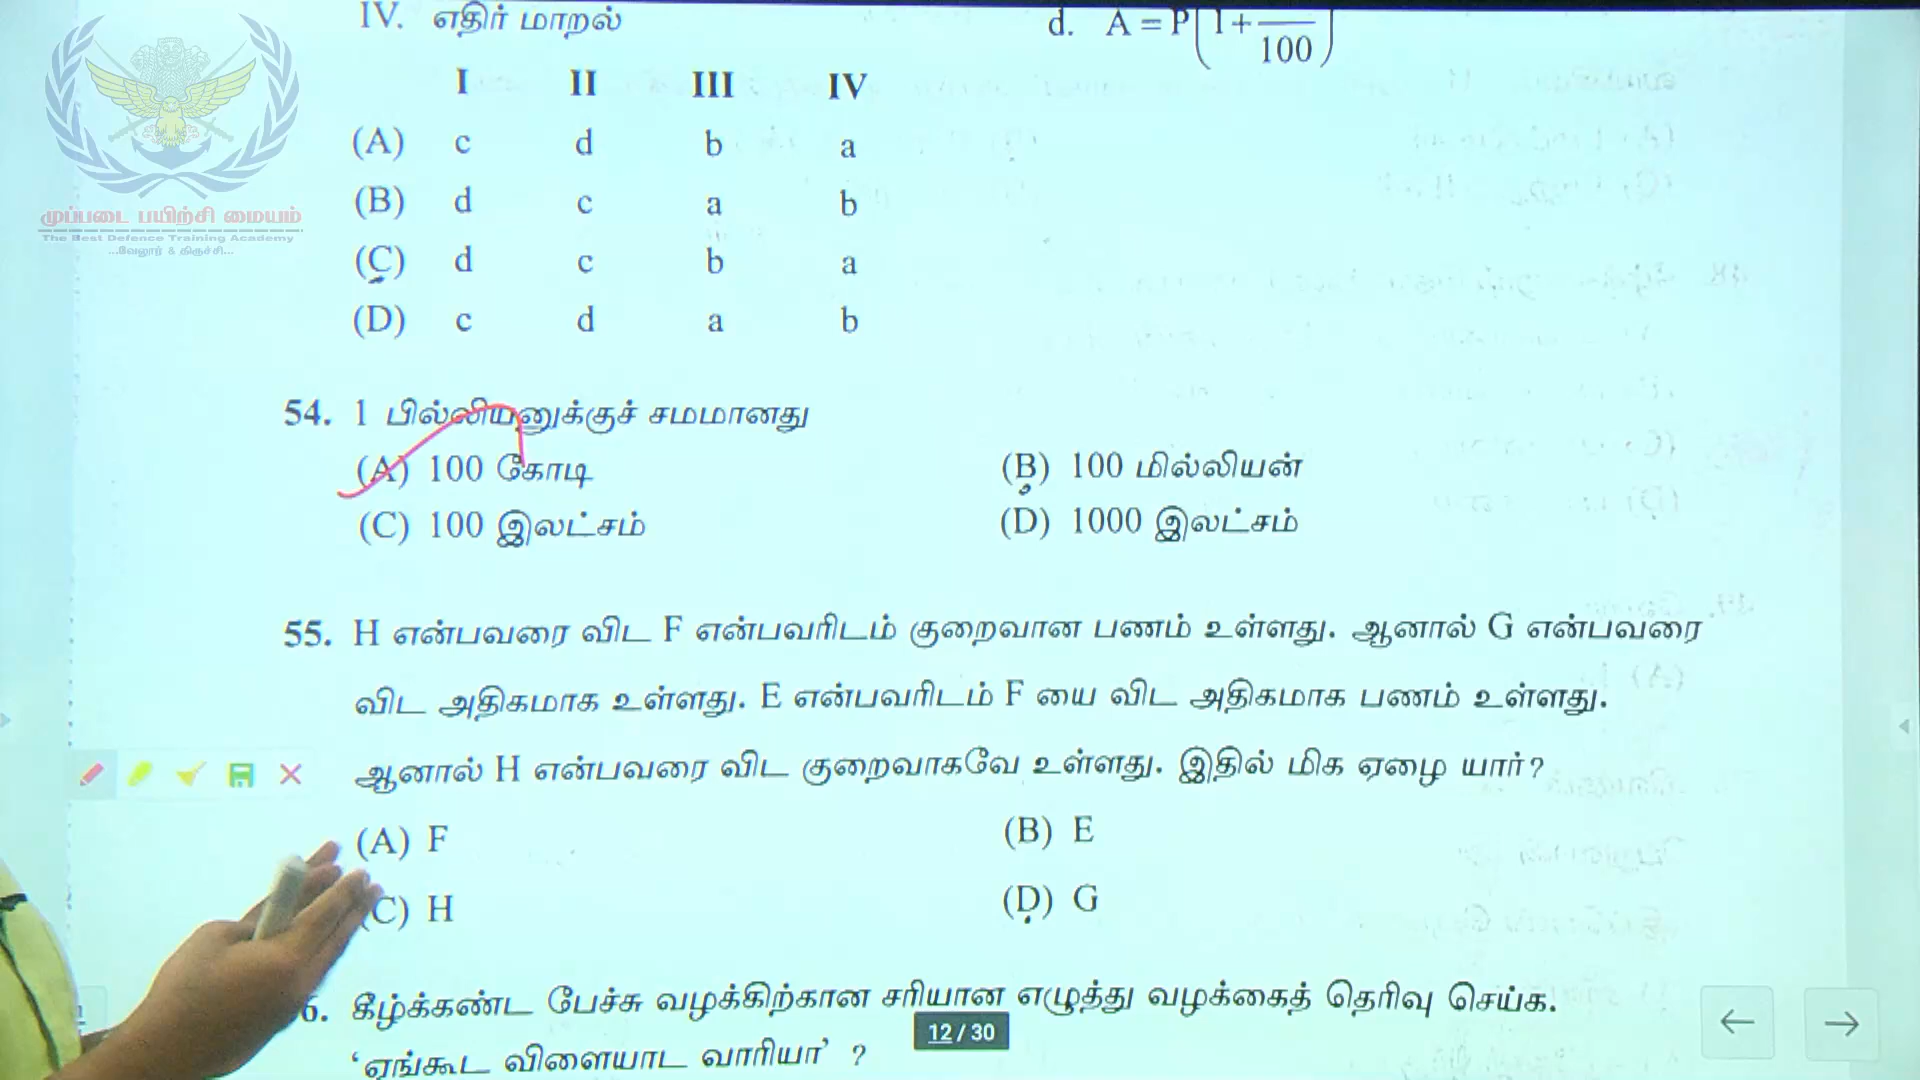 IV. எதிர் மாறல்
d. A = P(1+ 100)
I II III IV
(A) c d b a
(B) d c a b
(C) d c b a
(D) c d a b
முப்படை பயிற்சி மையம்
The Best Defence Training Academy
...வேலூர் & திருச்சி...
54. 1 பில்லியனுக்குச் சமமானது
(A) 100 கோடி (B) 100 மில்லியன்
(C) 100 இலட்சம் (D) 1000 இலட்சம்
55. H என்பவரை விட F என்பவரிடம் குறைவான பணம் உள்ளது. ஆனால் G என்பவரை
விட அதிகமாக உள்ளது. E என்பவரிடம் F யை விட அதிகமாக பணம் உள்ளது.
ஆனால் H என்பவரை விட குறைவாகவே உள்ளது. இதில் மிக ஏழை யார்?
(A) F (B) E
(C) H (D) G
6. கீழ்க்கண்ட பேச்சு வழக்கிற்கான சரியான எழுத்து வழக்கைத் தெரிவு செய்க.
12 / 30
'ஏங்கூட விளையாட வாரியா' ?